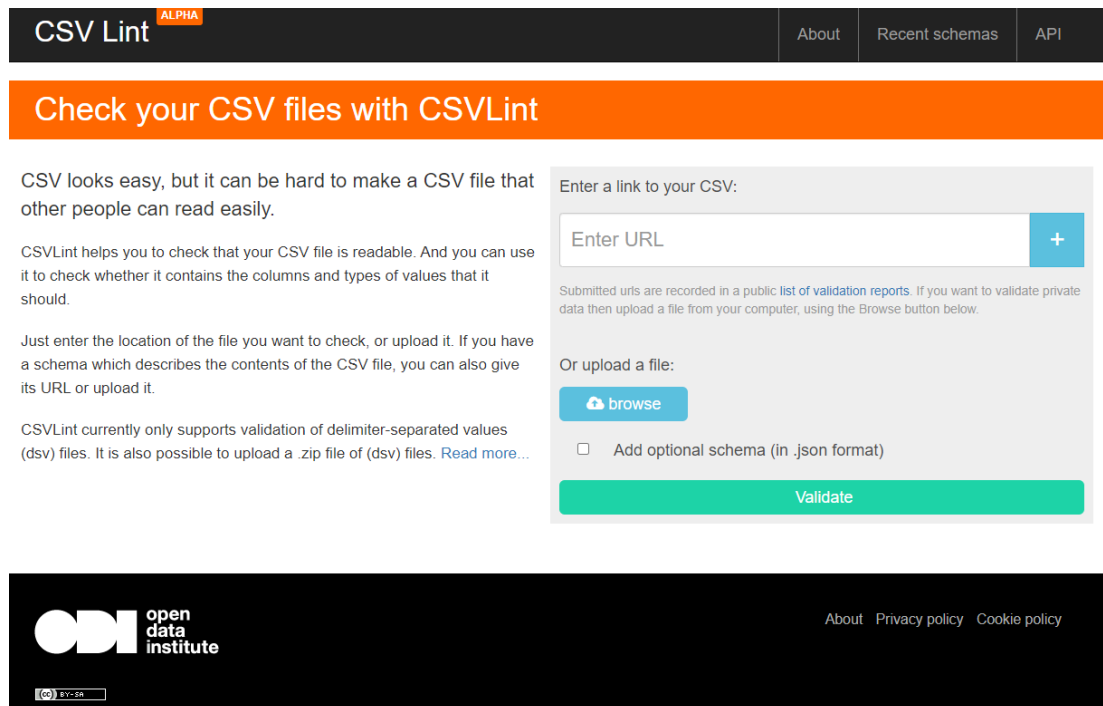 CSV Lint ALPHA
About Recent schemas API
Check your CSV files with CSVLint
CSV looks easy, but it can be hard to make a CSV file that
other people can read easily.
CSVLint helps you to check that your CSV file is readable. And you can use
it to check whether it contains the columns and types of values that it
should.
Just enter the location of the file you want to check, or upload it. If you have
a schema which describes the contents of the CSV file, you can also give
its URL or upload it.
CSVLint currently only supports validation of delimiter-separated values
(dsv) files. It is also possible to upload a .zip file of (dsv) files. Read more...
Enter a link to your CSV:
Enter URL
+
Submitted urls are recorded in a public list of validation reports. If you want to validate private
data then upload a file from your computer, using the Browse button below.
Or upload a file:
browse
Add optional schema (in .json format)
Validate
ODI
open
data
institute
About Privacy policy Cookie policy
(cc) BY-SA